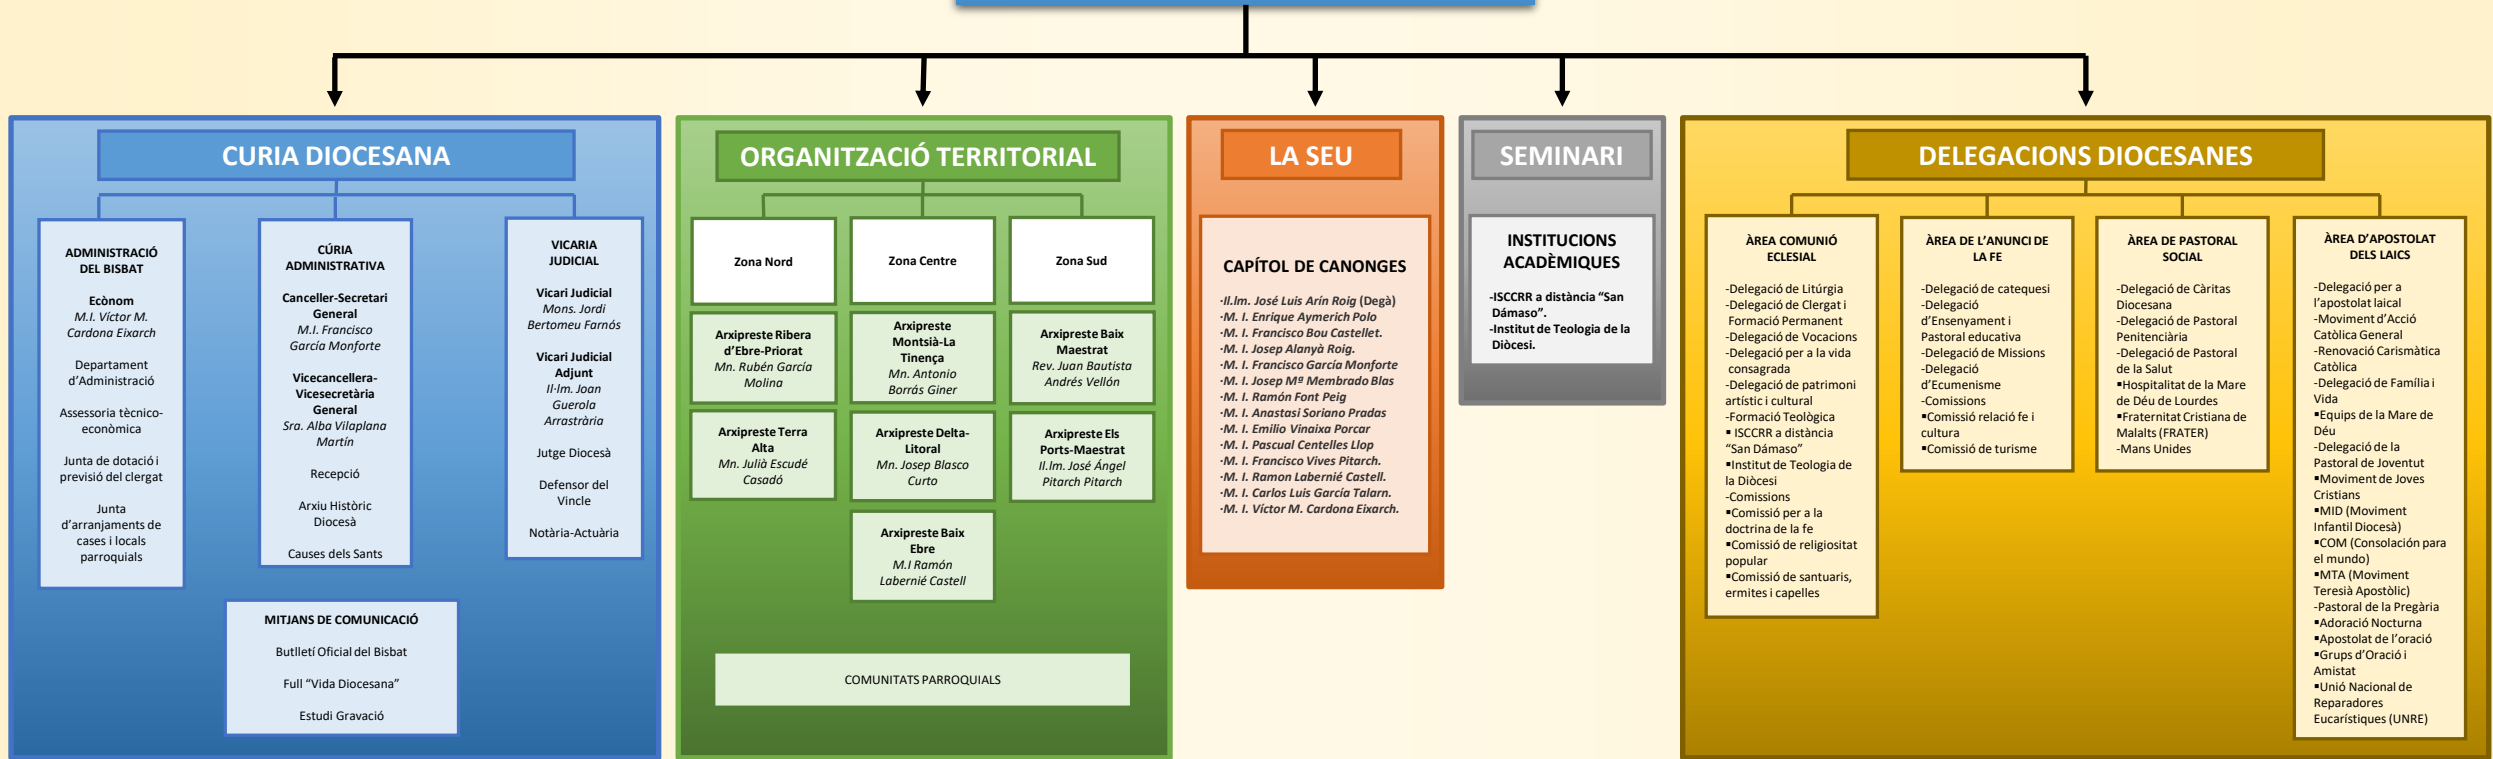 CURIA DIOCESANA
ADMINISTRACIÓ
DEL BISBAT
Ecònom
M.I. Víctor M.
Cardona Eixarch
Departament
d’Administració
Assessoria tècnico-
econòmica
Junta de dotació i
previsió del clergat
Junta
d’arranjaments de
cases i locals
parroquials
CÚRIA
ADMINISTRATIVA
Canceller-Secretari
General
M.I. Francisco
García Monforte
Vicecancellera-
Vicesecretària
General
Sra. Alba Vilaplana
Martín
Recepció
Arxiu Històric
Diocesà
Causes dels Sants
VICARIA
JUDICIAL
Vicari Judicial
Mons. Jordi
Bertomeu Farnós
Vicari Judicial
Adjunt
Il·lm. Joan
Guerola
Arrastrària
Jutge Diocesà
Defensor del
Vincle
Notària-Actuària
MITJANS DE COMUNICACIÓ
Butlletí Oficial del Bisbat
Full “Vida Diocesana”
Estudi Gravació
ORGANITZACIÓ TERRITORIAL
Zona Nord
Arxipreste Ribera
d’Ebre-Priorat
Mn. Rubén García
Molina
Arxipreste Terra
Alta
Mn. Julià Escudé
Casadó
Zona Centre
Arxipreste
Montsià-La
Tinença
Mn. Antonio
Borrás Giner
Arxipreste Delta-
Litoral
Mn. Josep Blasco
Curto
Arxipreste Baix
Ebre
M.I Ramón
Labernié Castell
Zona Sud
Arxipreste Baix
Maestrat
Rev. Juan Bautista
Andrés Vellón
Arxipreste Els
Ports-Maestrat
Il.lm. José Ángel
Pitarch Pitarch
COMUNITATS PARROQUIALS
LA SEU
CAPÍTOL DE CANONGES
·Il.lm. José Luis Arín Roig (Degà)
·M. I. Enrique Aymerich Polo
·M. I. Francisco Bou Castellet.
·M. I. Josep Alanyà Roig.
·M. I. Francisco García Monforte
·M. I. Josep Mª Membrado Blas
·M. I. Ramón Font Peig
·M. I. Anastasi Soriano Pradas
·M. I. Emilio Vinaixa Porcar
·M. I. Pascual Centelles Llop
·M. I. Francisco Vives Pitarch.
·M. I. Ramon Labernié Castell.
·M. I. Carlos Luis García Talarn.
·M. I. Víctor M. Cardona Eixarch.
SEMINARI
INSTITUCIONS
ACADÈMIQUES
-ISCCRR a distància “San
Dámaso”.
-Institut de Teologia de la
Diòcesi.
DELEGACIONS DIOCESANES
ÀREA COMUNIÓ
ECLESIAL
-Delegació de Litúrgia
-Delegació de Clergat i
Formació Permanent
-Delegació de Vocacions
-Delegació per a la vida
consagrada
-Delegació de patrimoni
artístic i cultural
-Formació Teològica
▪ ISCCRR a distància
“San Dámaso”
▪Institut de Teologia de
la Diòcesi
-Comissions
▪Comissió per a la
doctrina de la fe
▪Comissió de religiositat
popular
▪Comissió de santuaris,
ermites i capelles
ÀREA DE L’ANUNCI DE
LA FE
-Delegació de catequesi
-Delegació
d’Ensenyament i
Pastoral educativa
-Delegació de Missions
-Delegació
d’Ecumenisme
-Comissions
▪Comissió relació fe i
cultura
▪Comissió de turisme
ÀREA DE PASTORAL
SOCIAL
-Delegació de Càritas
Diocesana
-Delegació de Pastoral
Penitenciària
-Delegació de Pastoral
de la Salut
▪Hospitalitat de la Mare
de Déu de Lourdes
▪Fraternitat Cristiana de
Malalts (FRATER)
-Mans Unides
ÀREA D’APOSTOLAT
DELS LAICS
-Delegació per a
l’apostolat laical
-Moviment d’Acció
Catòlica General
-Renovació Carismàtica
Catòlica
-Delegació de Família i
Vida
▪Equips de la Mare de
Déu
-Delegació de la
Pastoral de Joventut
▪Moviment de Joves
Cristians
▪MID (Moviment
Infantil Diocesà)
▪COM (Consolación para
el mundo)
▪MTA (Moviment
Teresià Apostòlic)
-Pastoral de la Pregària
▪Adoració Nocturna
▪Apostolat de l’oració
▪Grups d’Oració i
Amistat
▪Unió Nacional de
Reparadores
Eucarístiques (UNRE)